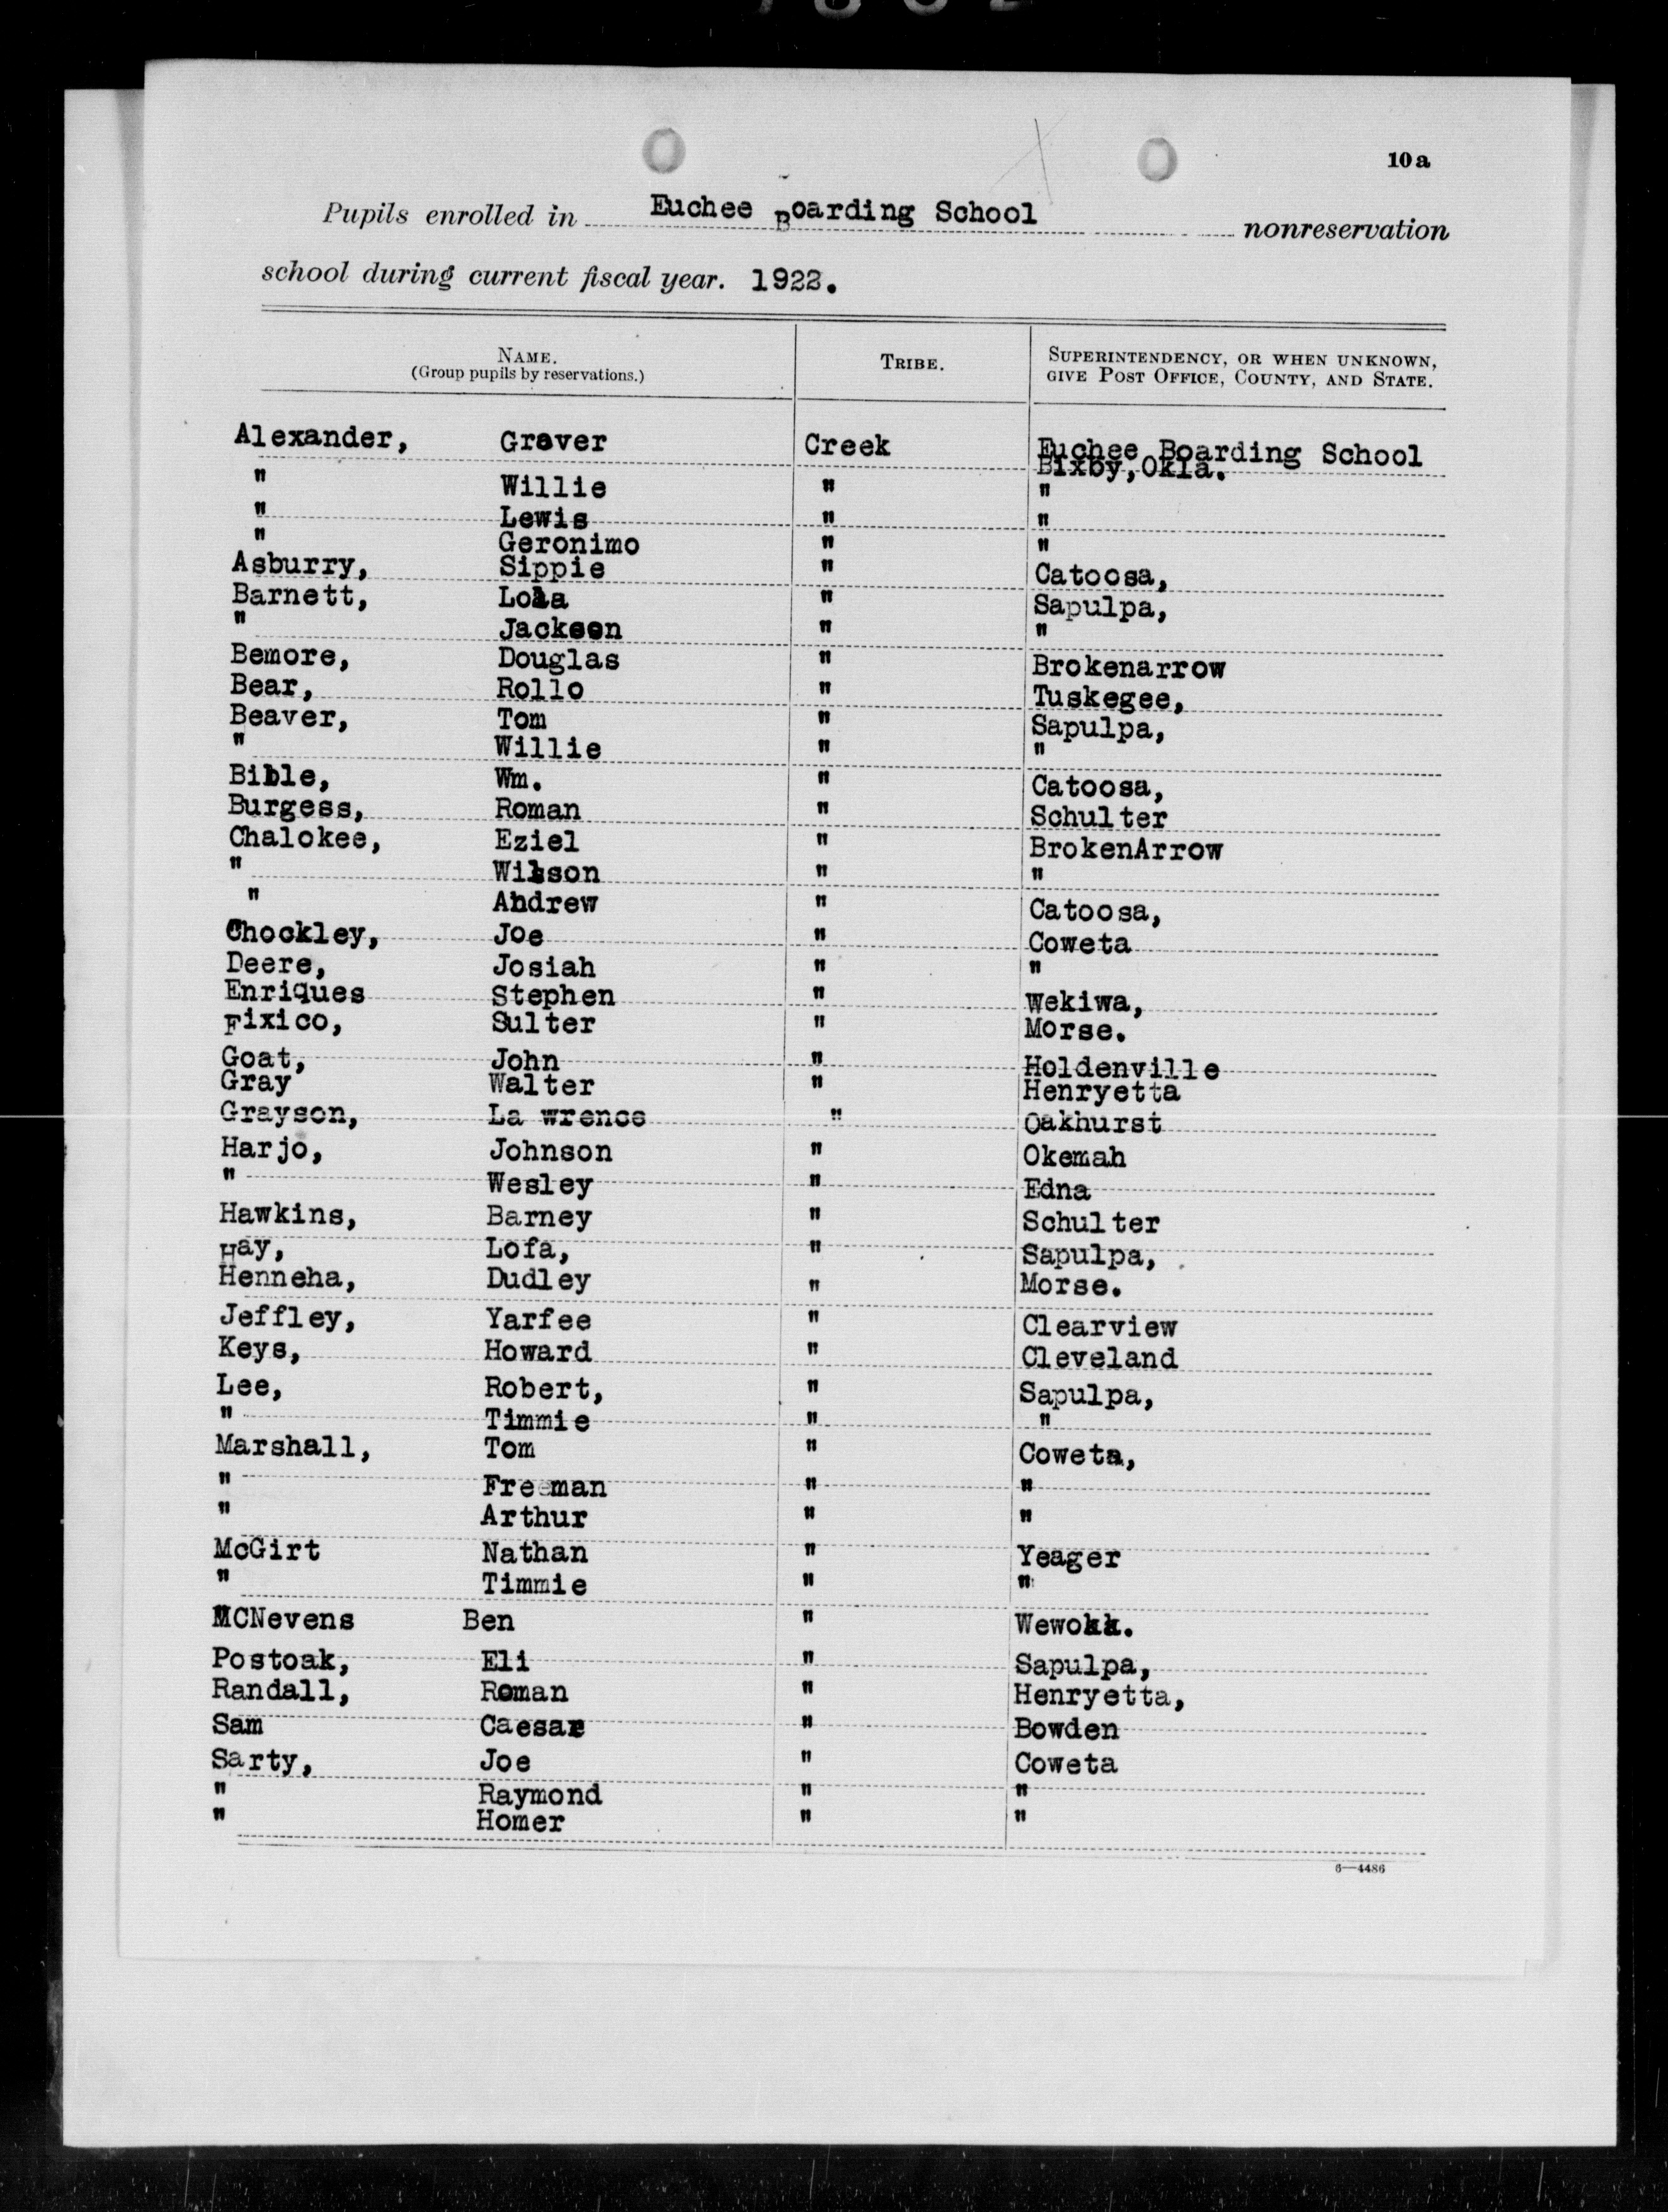 10a
Pupils enrolled in Euchee Boarding School nonreservation
school during current fiscal year. 1922.
NAME. TRIBE. SUPERINTENDENCY, OR WHEN UNKNOWN,
(Group pupils by reservations.) GIVE POST OFFICE, COUNTY, AND STATE.
Alexander, Grover Creek Euchee Boarding School
Bixby, Okla.
" Willie " "
" Lewis " "
" Geronimo " "
Asburry, Sippie " Catoosa,
Barnett, Lola " Sapulpa,
" Jackson " "
Bemore, Douglas " Brokenarrow
Bear, Rollo " Tuskegee,
Beaver, Tom " Sapulpa,
" Willie " "
Bible, Wm. " Catoosa,
Burgess, Roman " Schulter
Chalokee, Eziel " BrokenArrow
" Wilson " "
" Andrew " Catoosa,
Chockley, Joe " Coweta
Deere, Josiah " "
Enriques Stephen " Wekiwa,
Fixico, Sulter " Morse.
Goat, John " Holdenville
Gray Walter " Henryetta
Grayson, La wrence " Oakhurst
Harjo, Johnson " Okemah
" Wesley " Edna
Hawkins, Barney " Schulter
Hay, Lofa, " Sapulpa,
Henneha, Dudley " Morse.
Jeffley, Yarfee " Clearview
Keys, Howard " Cleveland
Lee, Robert, " Sapulpa,
" Timmie " "
Marshall, Tom " Coweta,
" Freeman " "
" Arthur " "
McGirt Nathan " Yeager
" Timmie " "
MCNevens Ben "
Postoak, Eli " Sapulpa,
Randall, Roman " Henryetta,
Sam Caesar " Bowden
Sarty, Joe " Coweta
" Raymond " "
" Homer " "
6—4486